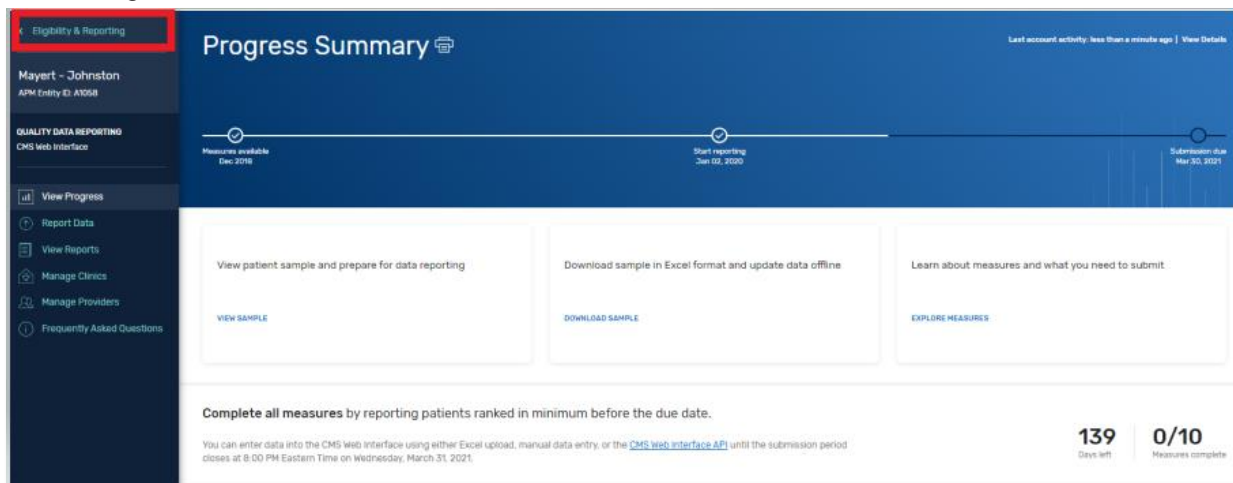 < Eligibility & Reporting
Mayert - Johnston
APM Entity ID: A1058
QUALITY DATA REPORTING
CMS Web Interface
View Progress
Report Data
View Reports
Manage Clinics
Manage Providers
Frequently Asked Questions
Progress Summary
Last account activity: less than a minute ago | View Details
Measures available
Dec 2018
Start reporting
Jan 02, 2020
Submission due
Mar 30, 2021
View patient sample and prepare for data reporting
VIEW SAMPLE
Download sample in Excel format and update data offline
DOWNLOAD SAMPLE
Learn about measures and what you need to submit
EXPLORE MEASURES
Complete all measures by reporting patients ranked in minimum before the due date.
You can enter data into the CMS Web Interface using either Excel upload, manual data entry, or the CMS Web Interface API until the submission period
closes at 8:00 PM Eastern Time on Wednesday, March 31, 2021.
139
Days left
0/10
Measures complete